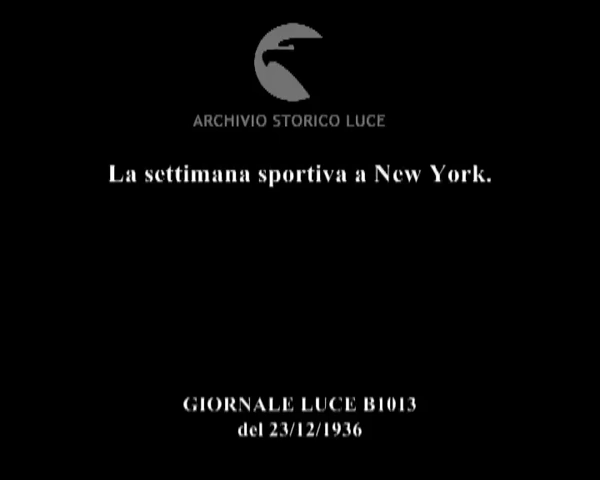 ARCHIVIO STORICO LUCE
La settimana sportiva a New York.
GIORNALE LUCE B1013
del 23/12/1936